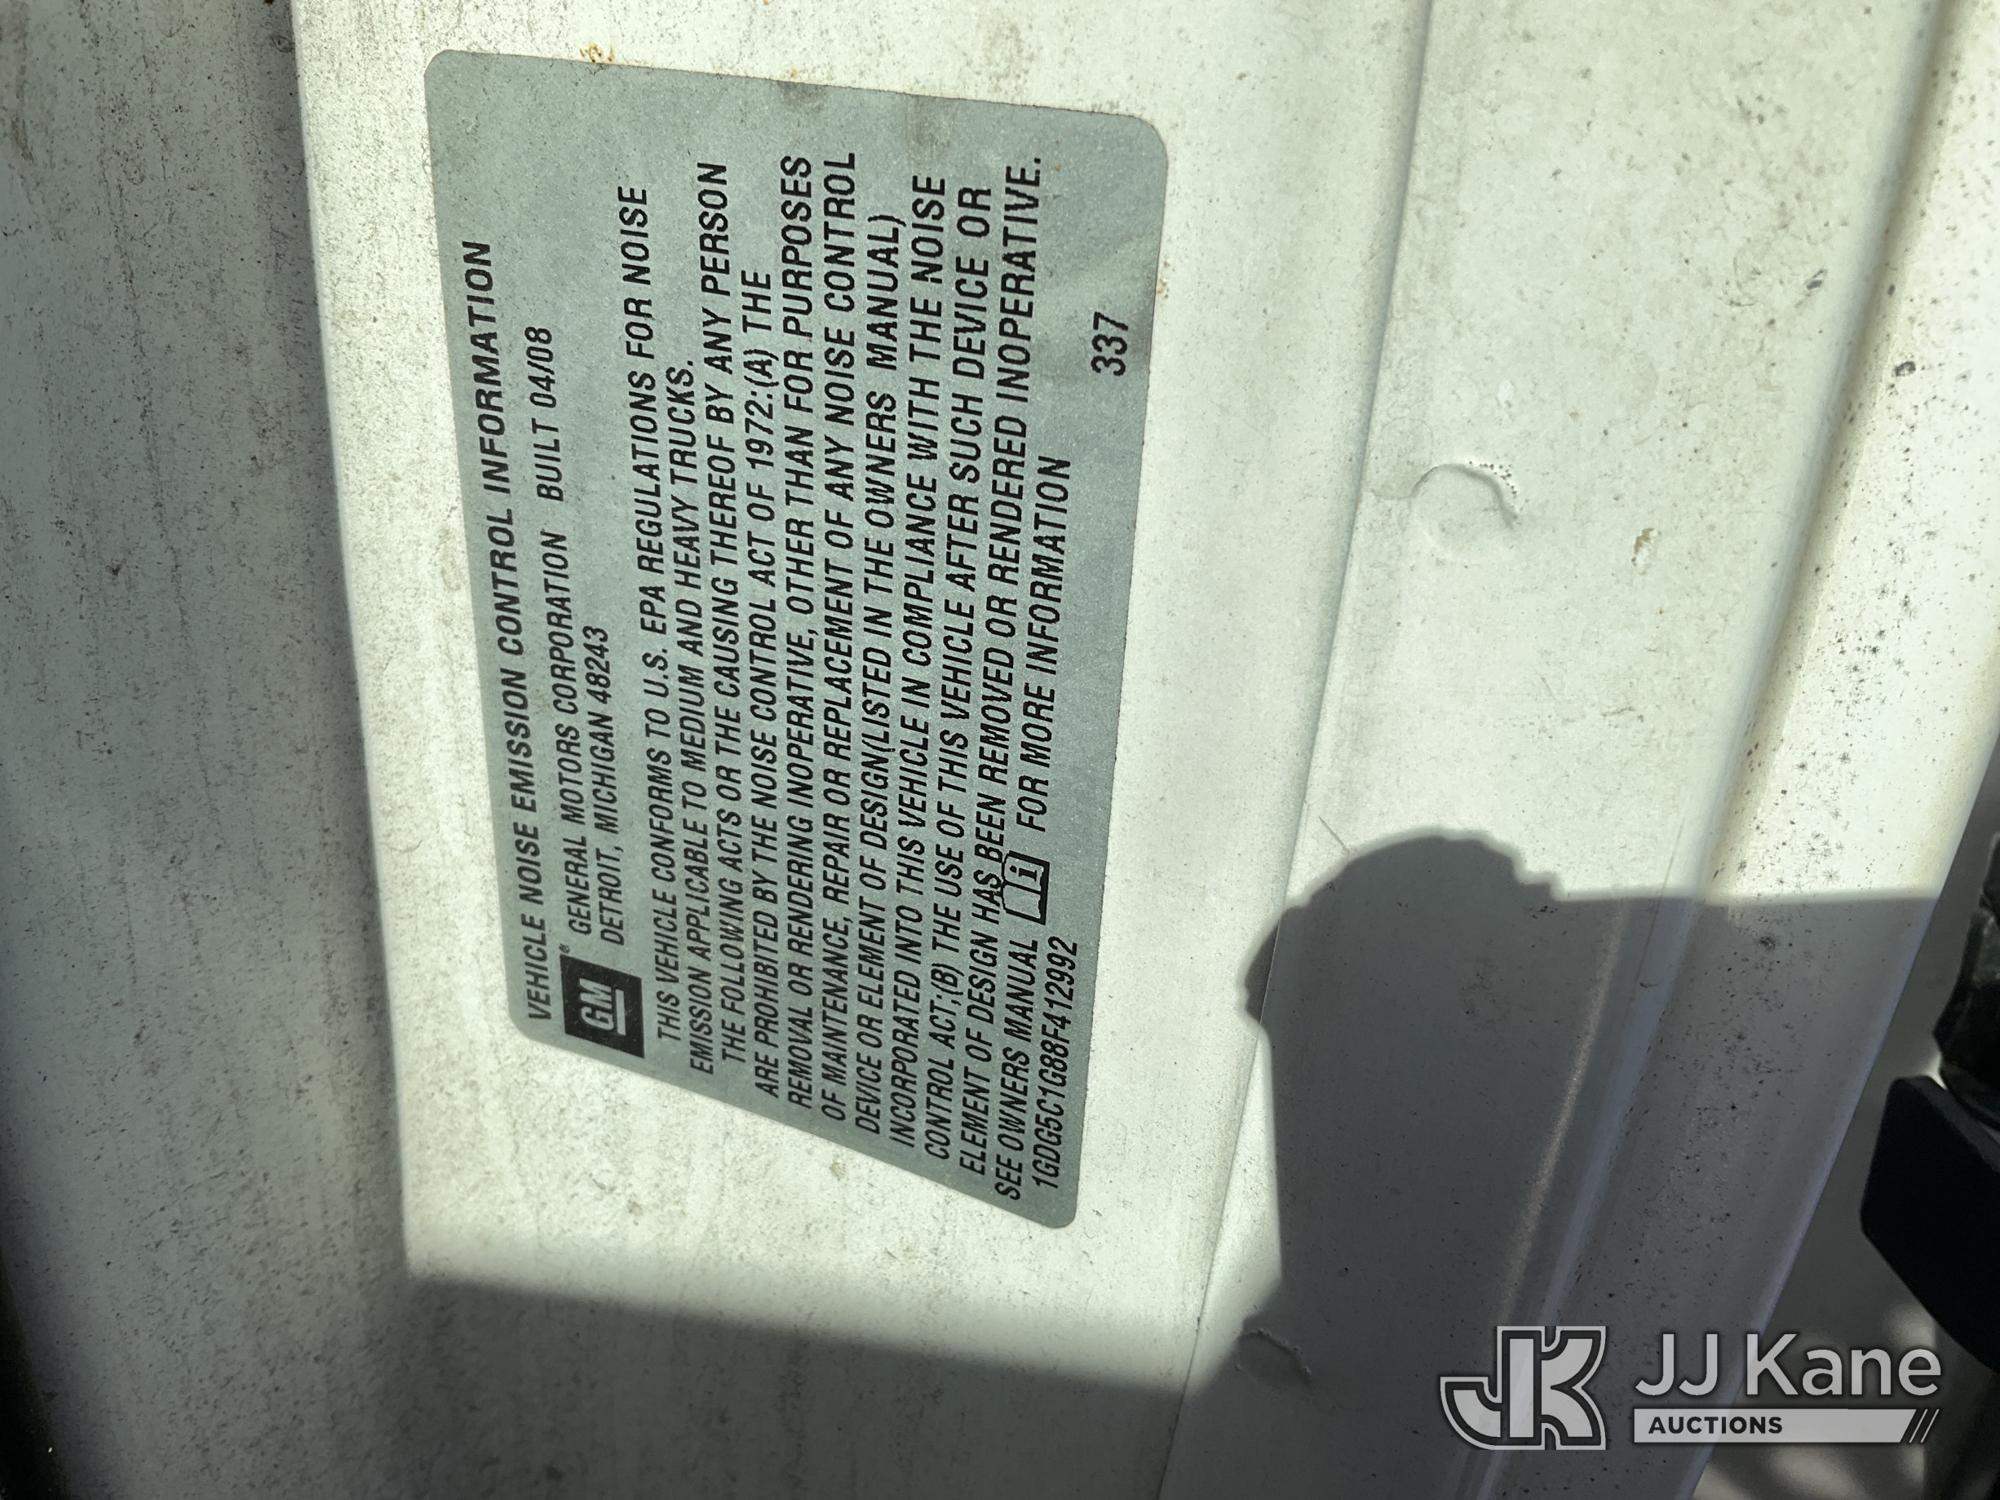 VEHICLE NOISE EMISSION CONTROL INFORMATION
GM® GENERAL MOTORS CORPORATION BUILT 04/08
DETROIT, MICHIGAN 48243
THIS VEHICLE CONFORMS TO U.S. EPA REGULATIONS FOR NOISE
EMISSION APPLICABLE TO MEDIUM AND HEAVY TRUCKS.
THE FOLLOWING ACTS OR THE CAUSING THEREOF BY ANY PERSON
ARE PROHIBITED BY THE NOISE CONTROL ACT OF 1972:(A) THE
REMOVAL OR RENDERING INOPERATIVE, OTHER THAN FOR PURPOSES
OF MAINTENANCE, REPAIR OR REPLACEMENT OF ANY NOISE CONTROL
DEVICE OR ELEMENT OF DESIGN(LISTED IN THE OWNERS MANUAL)
INCORPORATED INTO THIS VEHICLE IN COMPLIANCE WITH THE NOISE
CONTROL ACT;(B) THE USE OF THIS VEHICLE AFTER SUCH DEVICE OR
ELEMENT OF DESIGN HAS BEEN REMOVED OR RENDERED INOPERATIVE.
SEE OWNERS MANUAL i FOR MORE INFORMATION
1GDG5C1G88F412992 337
JK JJ Kane
AUCTIONS